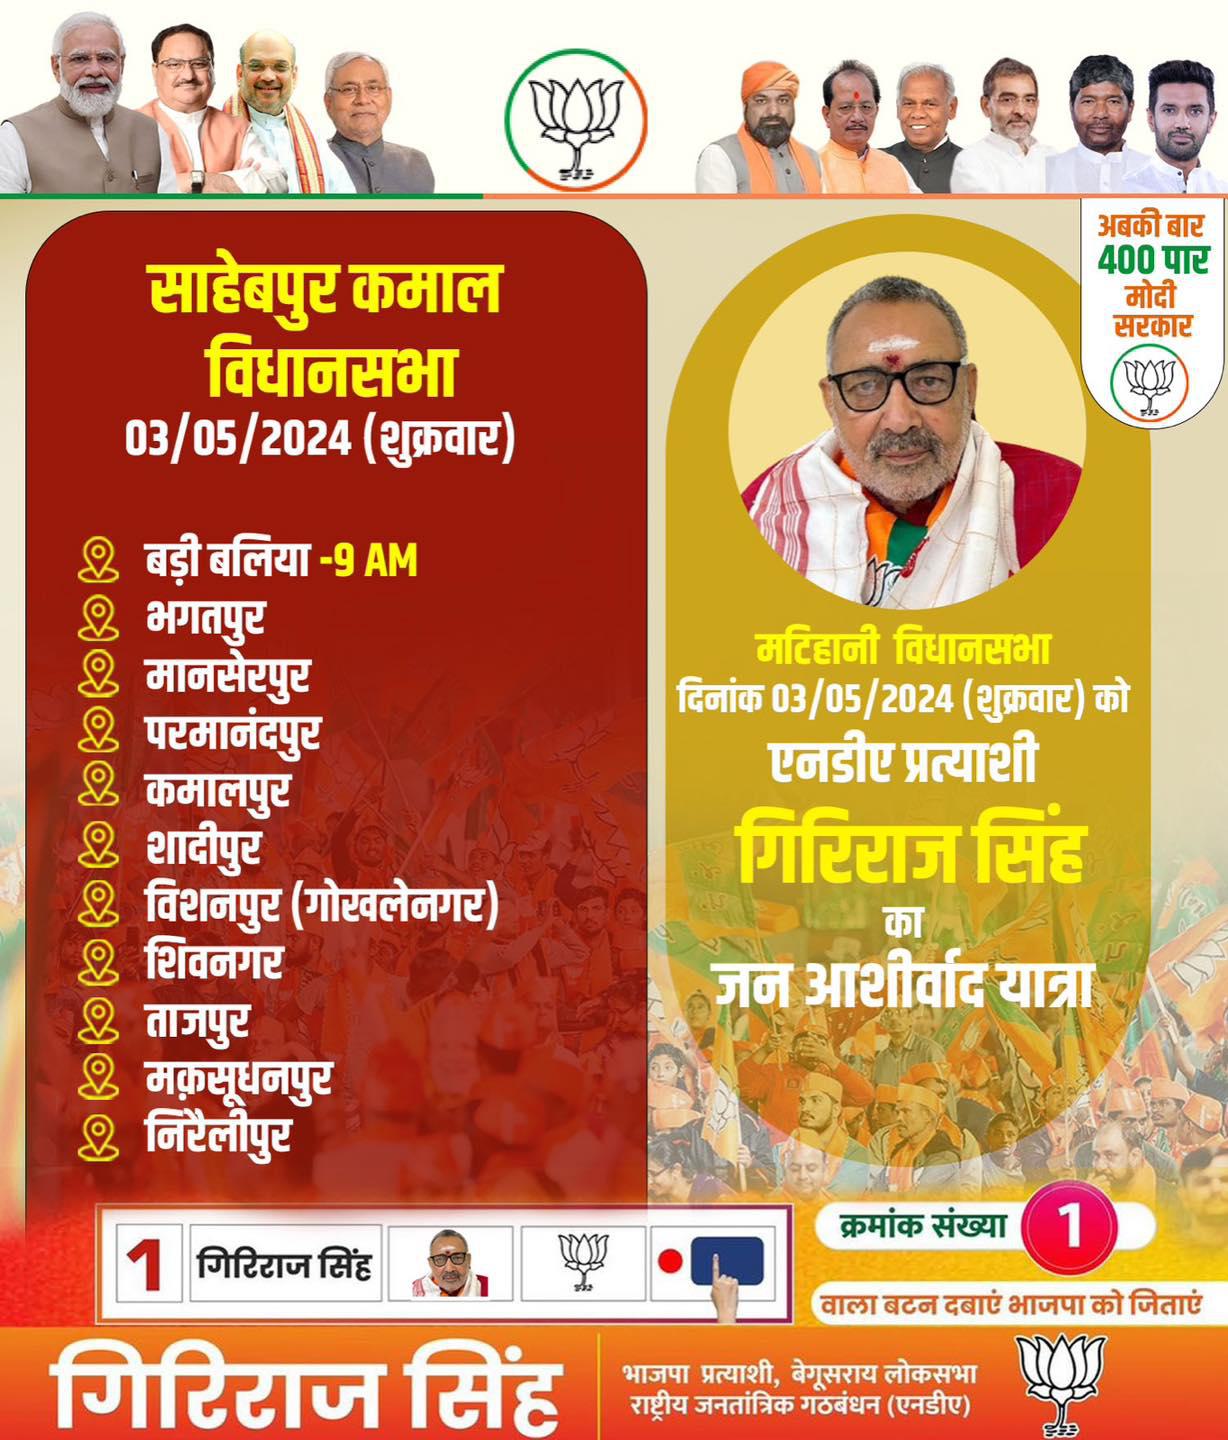 अबकी बार
400 पार
मोदी
सरकार
साहेबपुर कमाल
विधानसभा
03/05/2024 (शुक्रवार)
बड़ी बलिया -9 AM
भगतपुर
मानसेरपुर
परमानंदपुर
कमालपुर
शादीपुर
विशनपुर (गोखलेनगर)
शिवनगर
ताजपुर
मक़सूधनपुर
निरैलीपुर
मटिहानी विधानसभा
दिनांक 03/05/2024 (शुक्रवार) को
एनडीए प्रत्याशी
गिरिराज सिंह
का
जन आशीर्वाद यात्रा
1 गिरिराज सिंह
क्रमांक संख्या 1
वाला बटन दबाएं भाजपा को जिताएं
गिरिराज सिंह
भाजपा प्रत्याशी, बेगूसराय लोकसभा
राष्ट्रीय जनतांत्रिक गठबंधन (एनडीए)